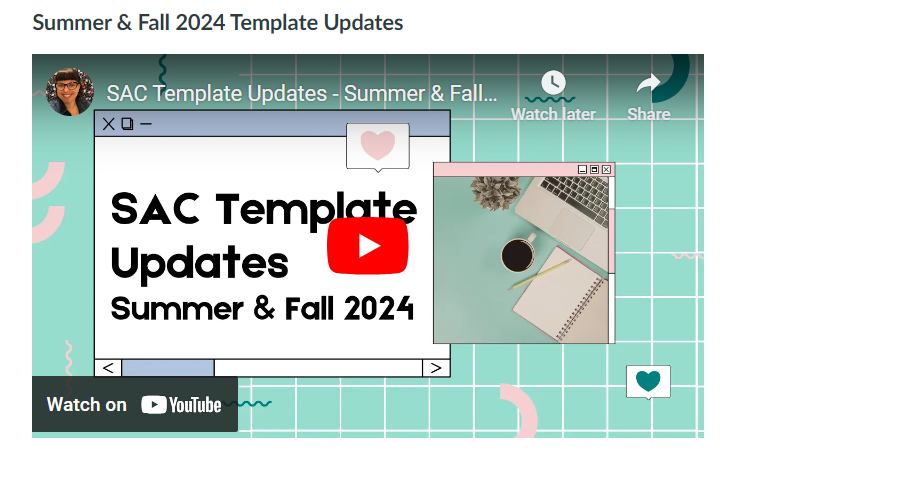 Summer & Fall 2024 Template Updates
SAC Template Updates - Summer & Fall...
Watch later
Share
SAC Template
Updates
Summer & Fall 2024
Watch on YouTube